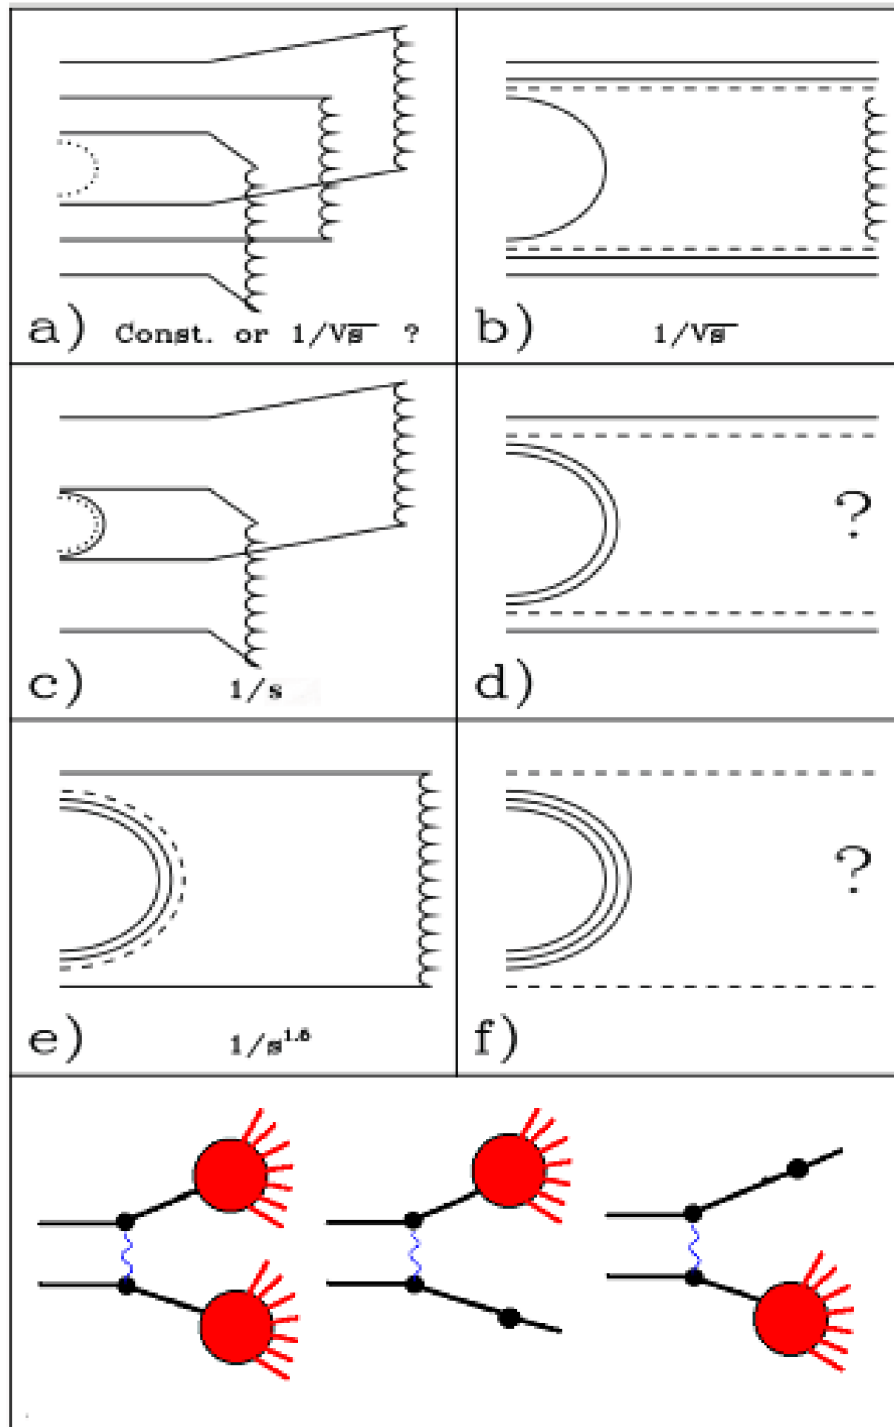 a) Const. or 1/√s ?
b) 1/√s
c) 1/s
?
d)
e) 1/s^1.6
?
f)